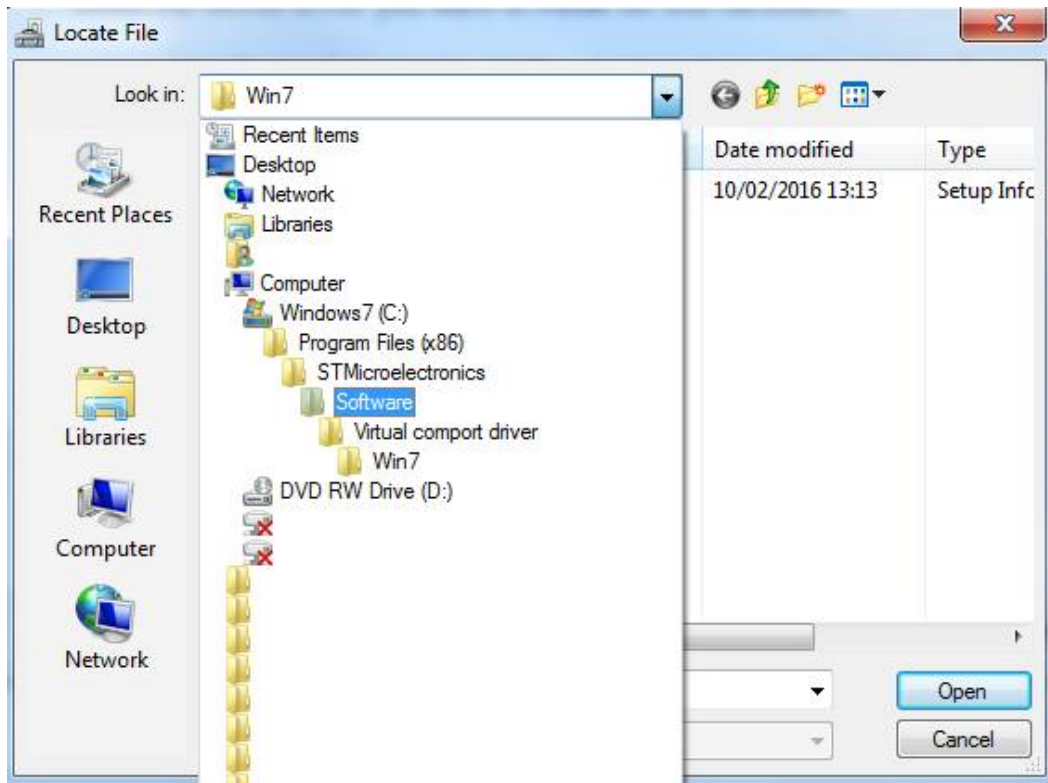 Locate File
Look in:
Win7
Recent Items
Desktop
Network
Libraries
Computer
Windows7 (C:)
Program Files (x86)
STMicroelectronics
Software
Virtual comport driver
Win7
DVD RW Drive (D:)
Recent Places
Desktop
Libraries
Computer
Network
Date modified
Type
10/02/2016 13:13
Setup Info
Open
Cancel